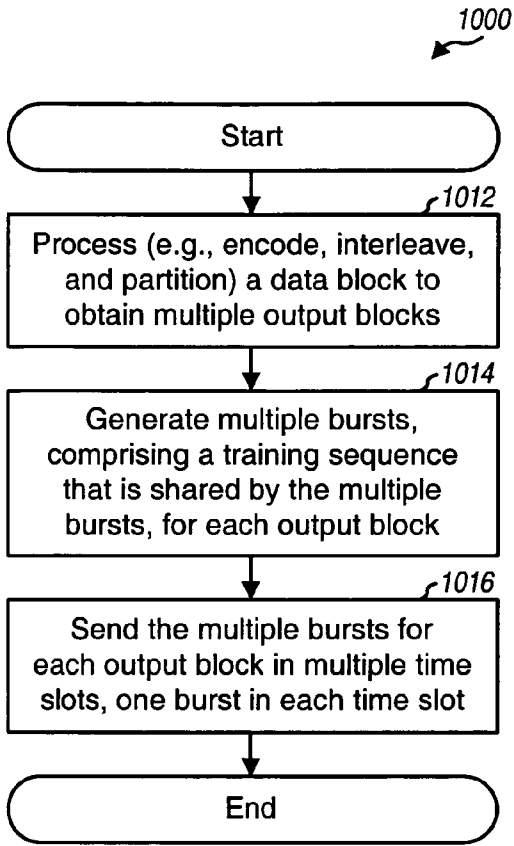 1000
Start
1012
Process (e.g., encode, interleave,
and partition) a data block to
obtain multiple output blocks
1014
Generate multiple bursts,
comprising a training sequence
that is shared by the multiple
bursts, for each output block
1016
Send the multiple bursts for
each output block in multiple time
slots, one burst in each time slot
End